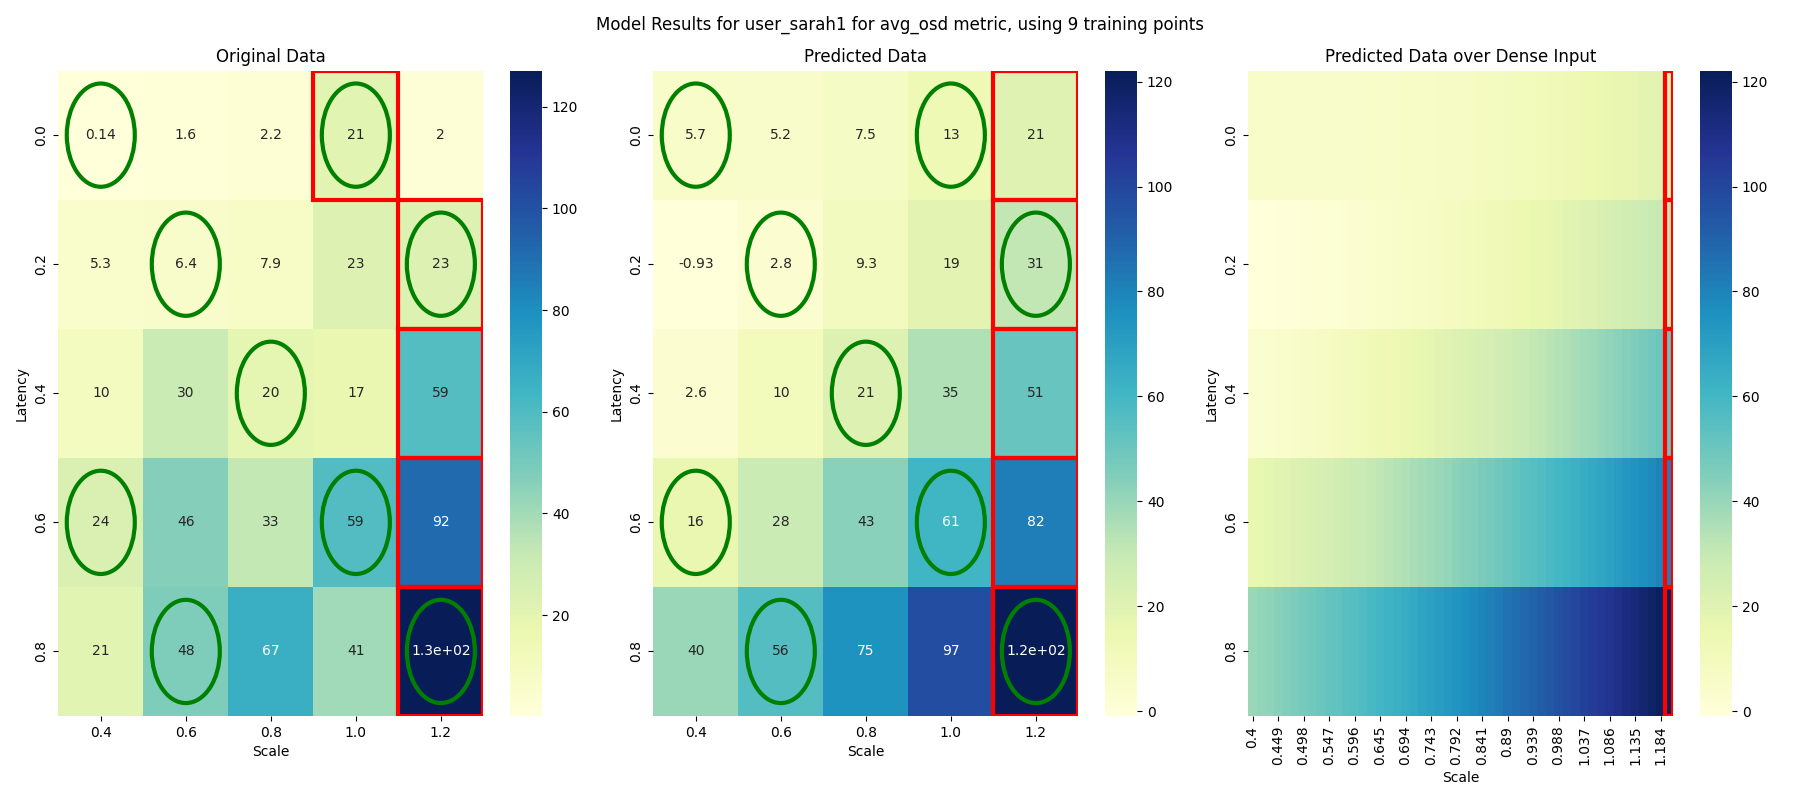 Model Results for user_sarah1 for avg_osd metric, using 9 training points
Original Data
Latency
0.0 0.14 1.6 2.2 21 2
0.2 5.3 6.4 7.9 23 23
0.4 10 30 20 17 59
0.6 24 46 33 59 92
0.8 21 48 67 41 1.3e+02
0.4 0.6 0.8 1.0 1.2
Scale
120
100
80
60
40
20
Predicted Data
Latency
0.0 5.7 5.2 7.5 13 21
0.2 -0.93 2.8 9.3 19 31
0.4 2.6 10 21 35 51
0.6 16 28 43 61 82
0.8 40 56 75 97 1.2e+02
0.4 0.6 0.8 1.0 1.2
Scale
120
100
80
60
40
20
0
Predicted Data over Dense Input
Latency
0.0
0.2
0.4
0.6
0.8
0.4 0.449 0.498 0.547 0.596 0.645 0.694 0.743 0.792 0.841 0.89 0.939 0.988 1.037 1.086 1.135 1.184
Scale
120
100
80
60
40
20
0